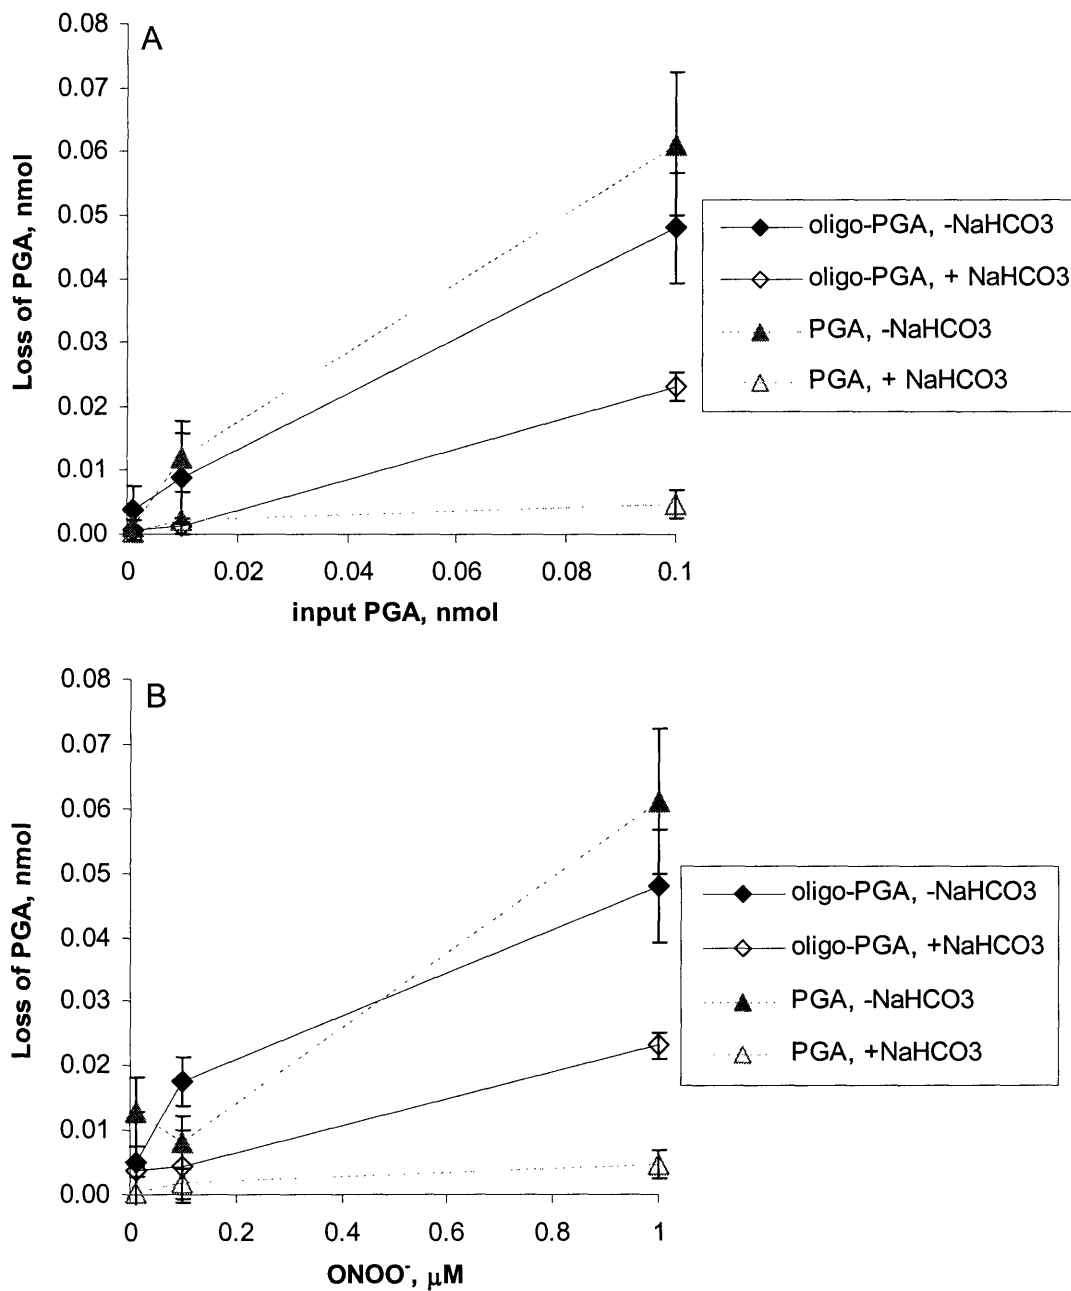 A
0.08
0.07
0.06
0.05
0.04
0.03
0.02
0.01
0.00
Loss of PGA, nmol
0
0.02
0.04
0.06
0.08
0.1
input PGA, nmol
oligo-PGA, -NaHCO3
oligo-PGA, + NaHCO3
PGA, -NaHCO3
PGA, + NaHCO3
B
0.08
0.07
0.06
0.05
0.04
0.03
0.02
0.01
0.00
Loss of PGA, nmol
0
0.2
0.4
0.6
0.8
1
ONOO⁻, μM
oligo-PGA, -NaHCO3
oligo-PGA, +NaHCO3
PGA, -NaHCO3
PGA, +NaHCO3